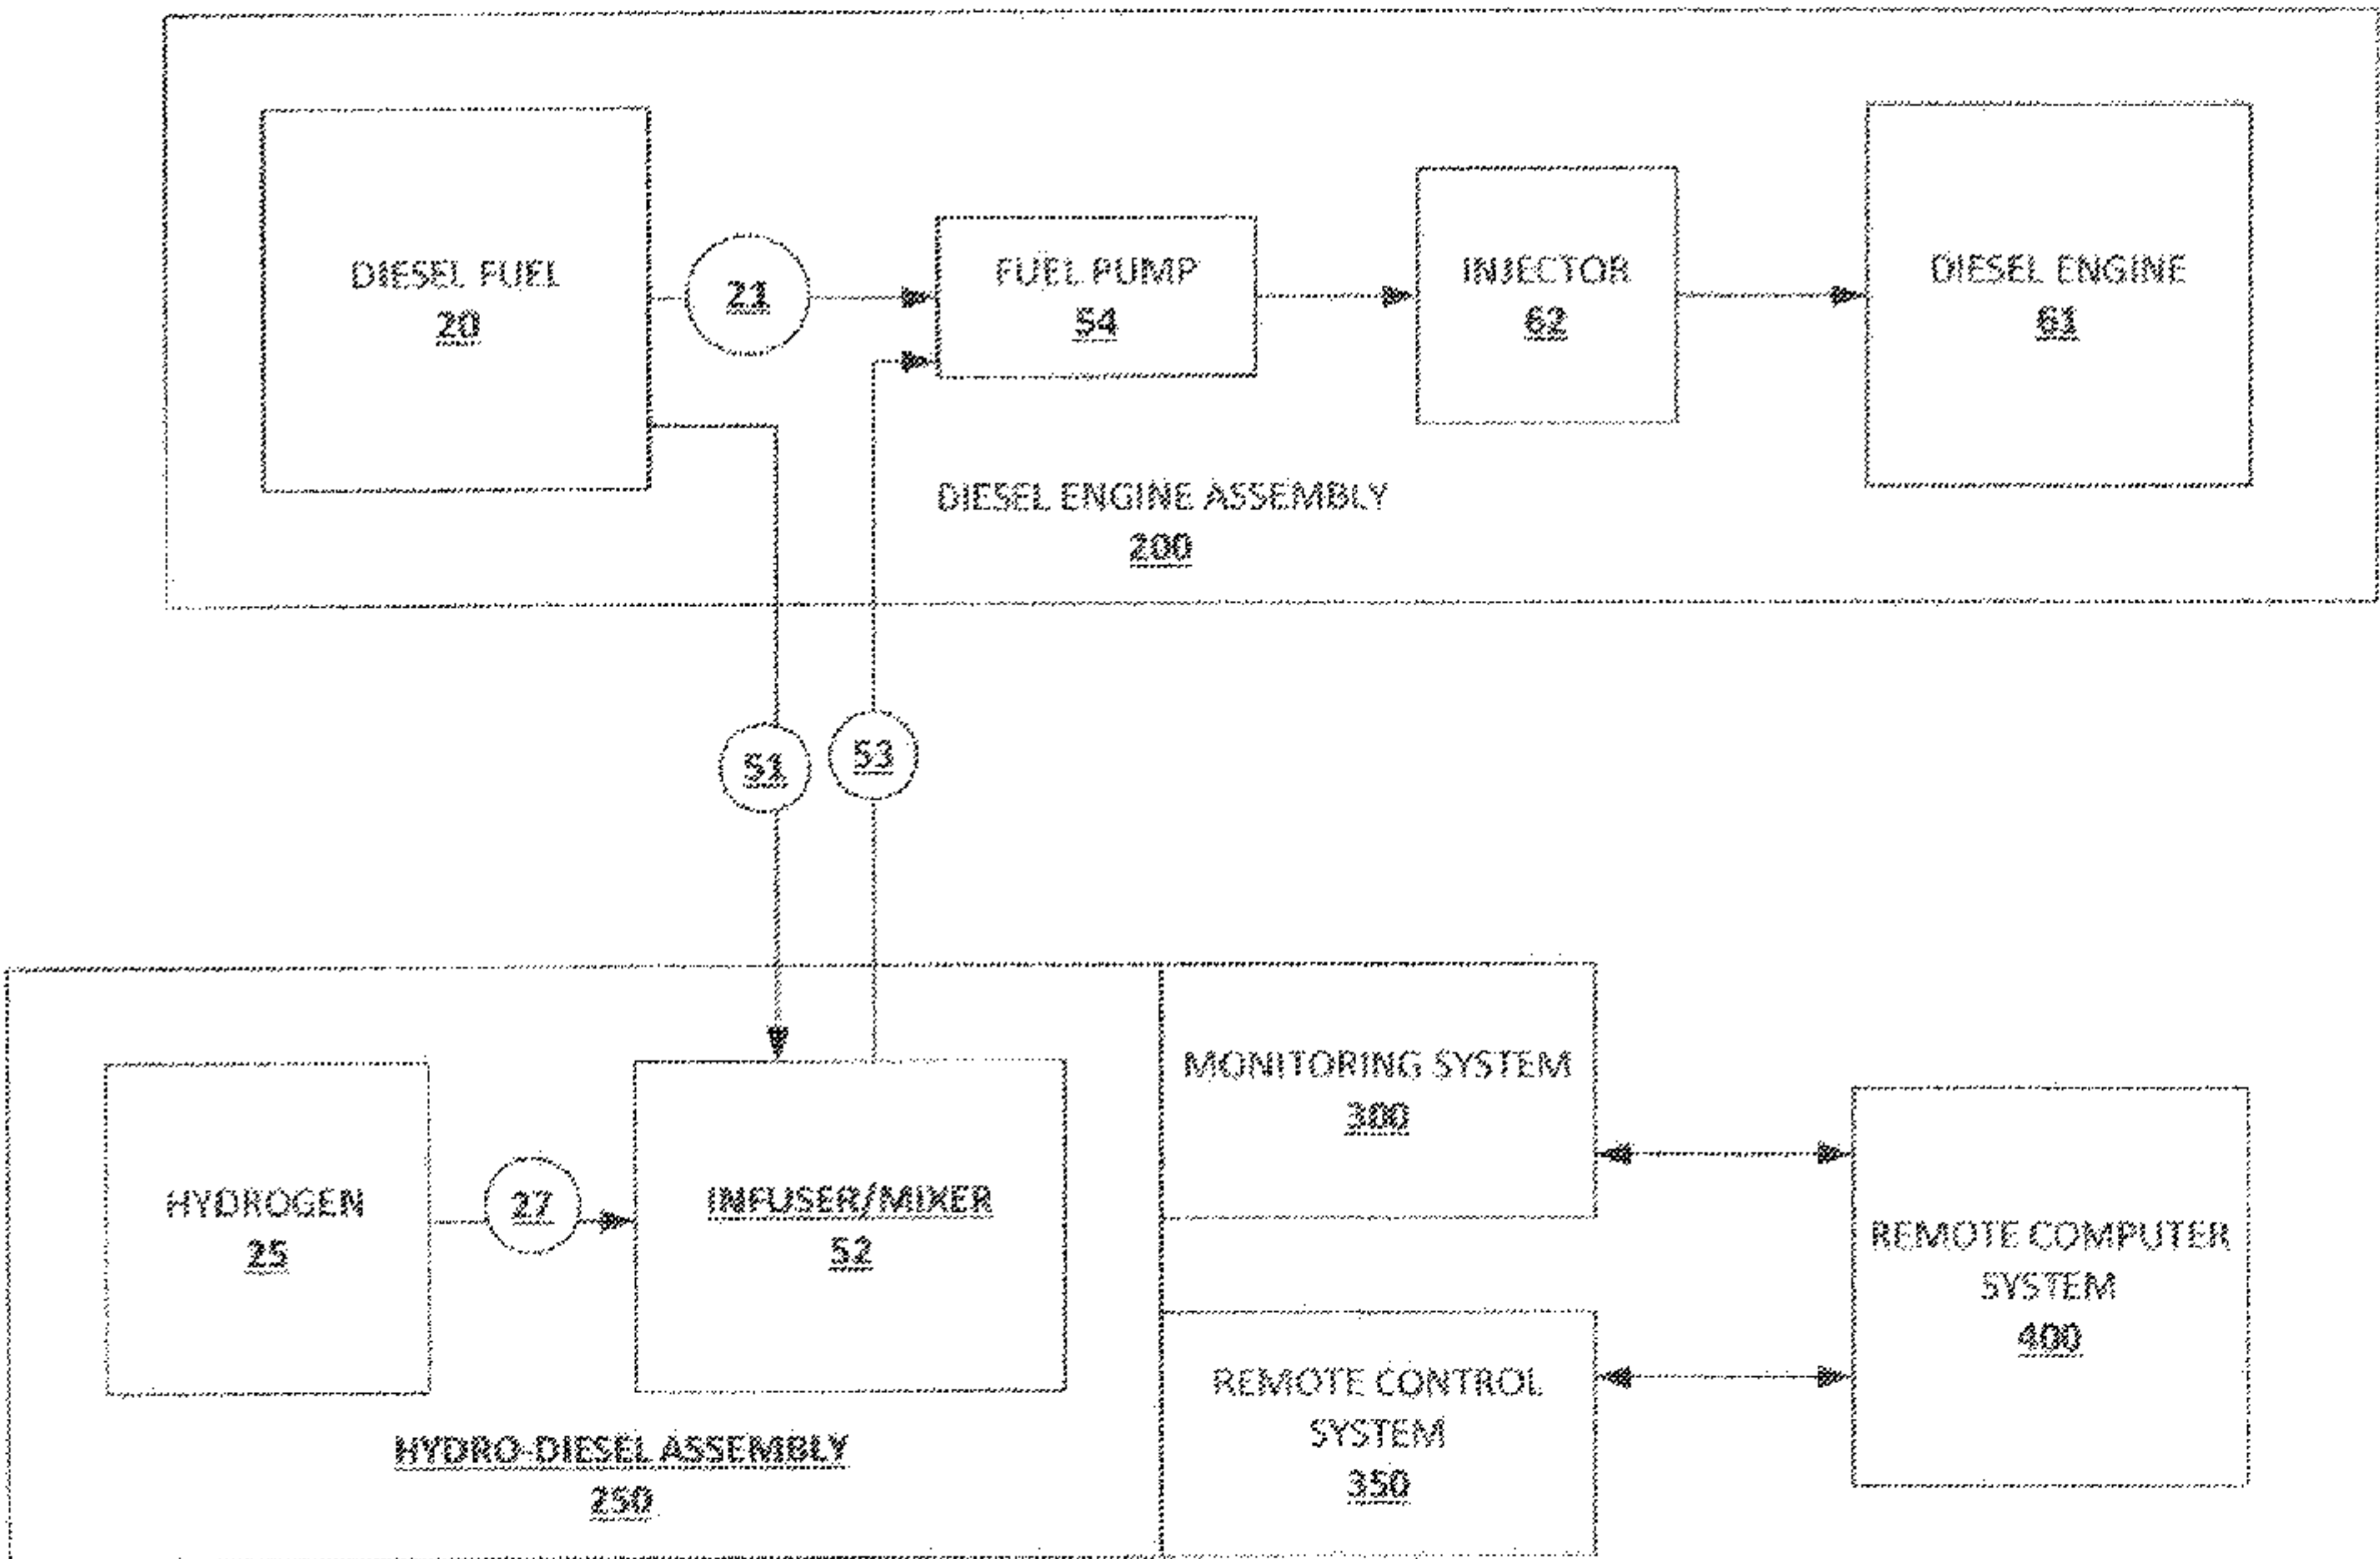 DIESEL FUEL
20
21
FUEL PUMP
54
INJECTOR
62
DIESEL ENGINE
61
DIESEL ENGINE ASSEMBLY
200
51
53
HYDROGEN
25
27
INFUSER/MIXER
52
HYDRO-DIESEL ASSEMBLY
250
MONITORING SYSTEM
300
REMOTE CONTROL
SYSTEM
350
REMOTE COMPUTER
SYSTEM
400